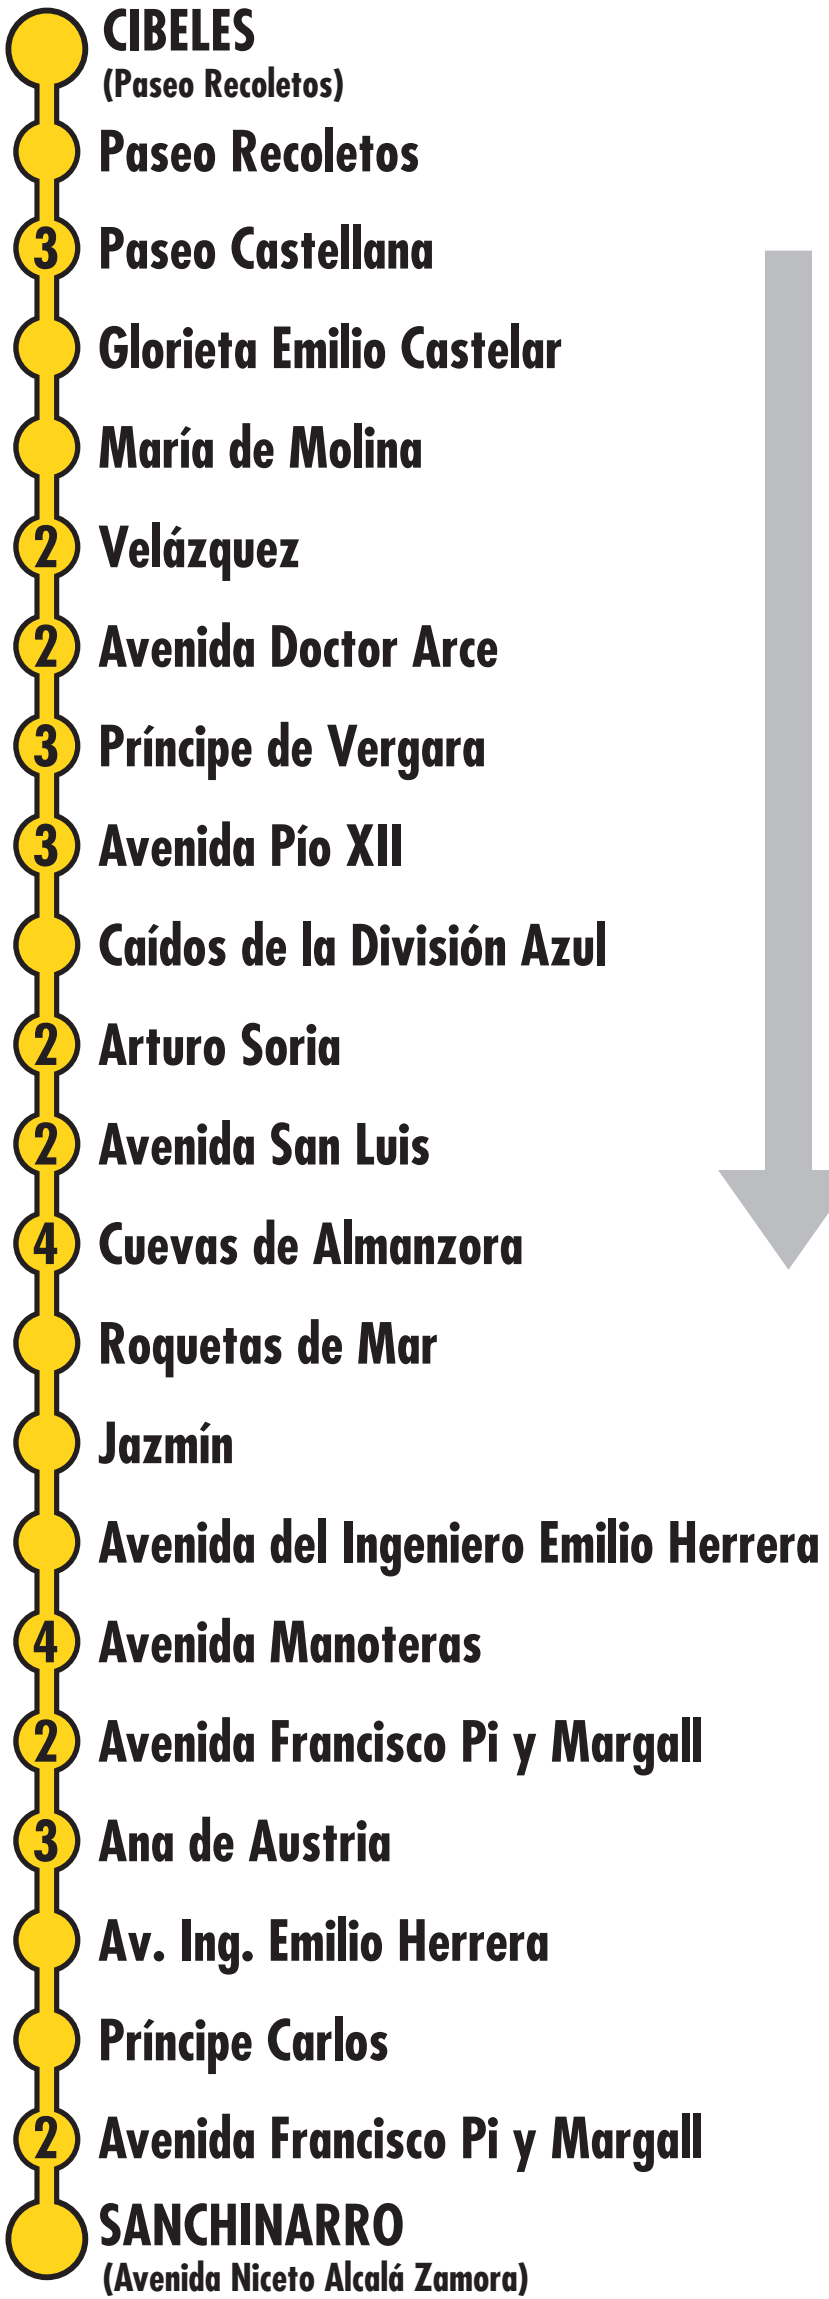 CIBELES
(Paseo Recoletos)
Paseo Recoletos
3 Paseo Castellana
Glorieta Emilio Castelar
María de Molina
2 Velázquez
2 Avenida Doctor Arce
3 Príncipe de Vergara
3 Avenida Pío XII
Caídos de la División Azul
2 Arturo Soria
2 Avenida San Luis
4 Cuevas de Almanzora
Roquetas de Mar
Jazmín
Avenida del Ingeniero Emilio Herrera
4 Avenida Manoteras
2 Avenida Francisco Pi y Margall
3 Ana de Austria
Av. Ing. Emilio Herrera
Príncipe Carlos
2 Avenida Francisco Pi y Margall
SANCHINARRO
(Avenida Niceto Alcalá Zamora)